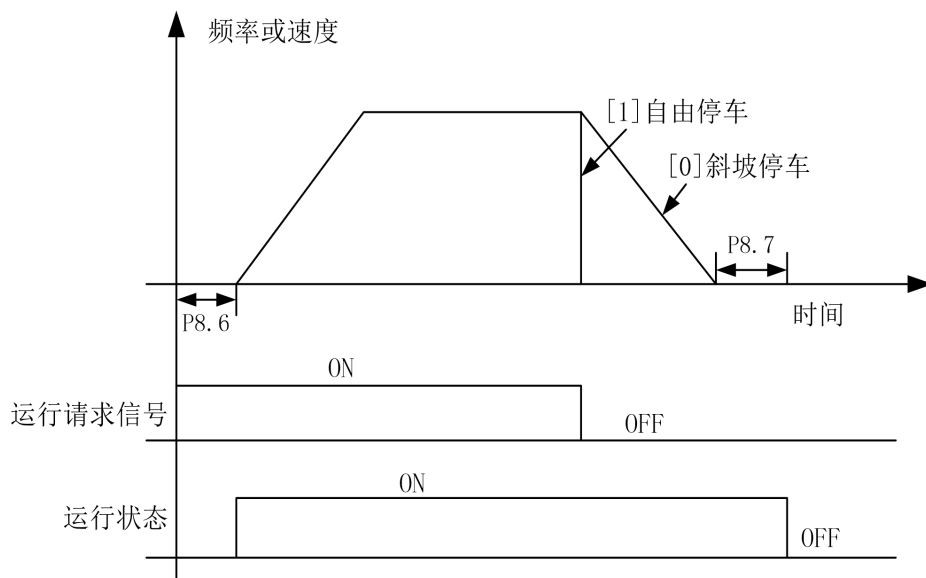 频率或速度
[1]自由停车
[0]斜坡停车
P8.7
P8.6
时间
ON
运行请求信号
OFF
ON
运行状态
OFF